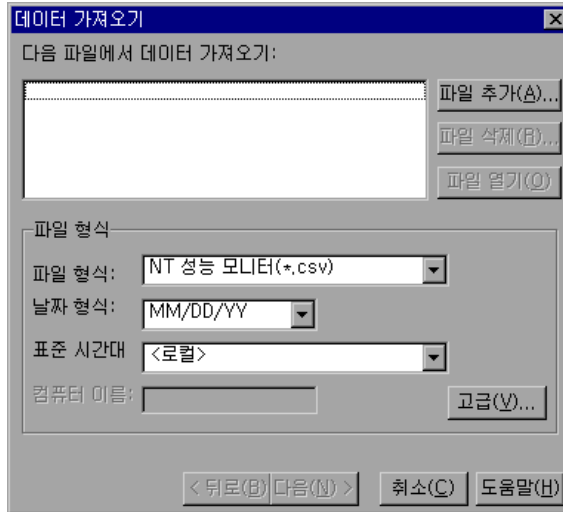 데이터 가져오기
다음 파일에서 데이터 가져오기:
파일 추가(A)...
파일 삭제(R)...
파일 열기(O)
파일 형식
파일 형식: NT 성능 모니터(*.csv)
날짜 형식: MM/DD/YY
표준 시간대 <로컬>
컴퓨터 이름:
고급(V)...
< 뒤로(B) 다음(N) > 취소(C) 도움말(H)